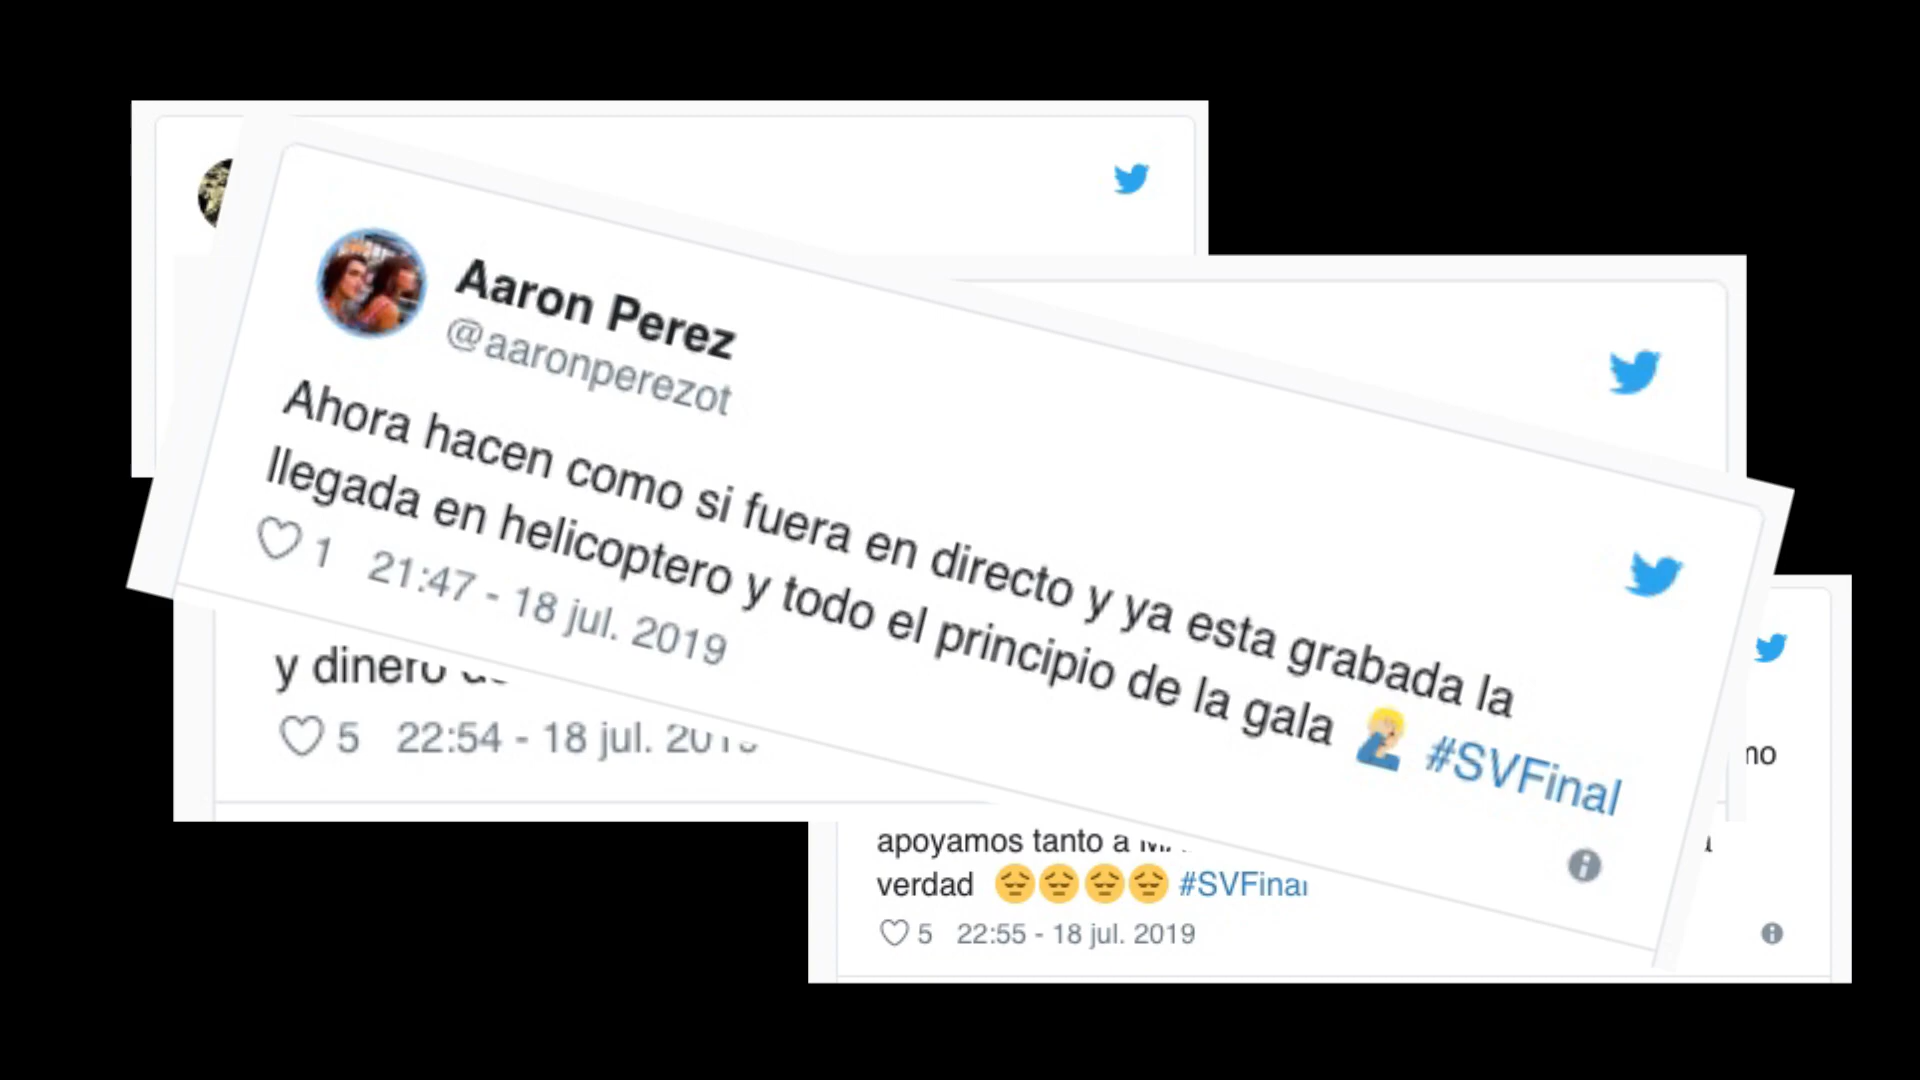 Aaron Perez
@aaronperezot
Ahora hacen como si fuera en directo y ya esta grabada la
llegada en helicoptero y todo el principio de la gala #SVFinal
1 21:47 - 18 jul. 2019
y dinero
5 22:54 - 18 jul.
apoyamos tanto a
verdad #SVFinal
5 22:55 - 18 jul. 2019